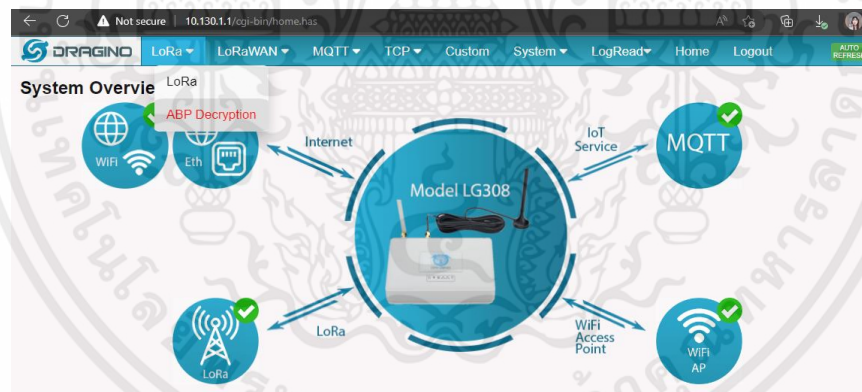 Not secure 10.130.1.1/cgi-bin/home.has
DRAGINO LoRa LoRaWAN MQTT TCP Custom System LogRead Home Logout AUTO REFRESH
System Overvie
LoRa
ABP Decryption
WiFi
Eth
Internet
IoT
Service
MQTT
Model LG308
LoRa
LoRa
WiFi
Access
Point
WiFi
AP